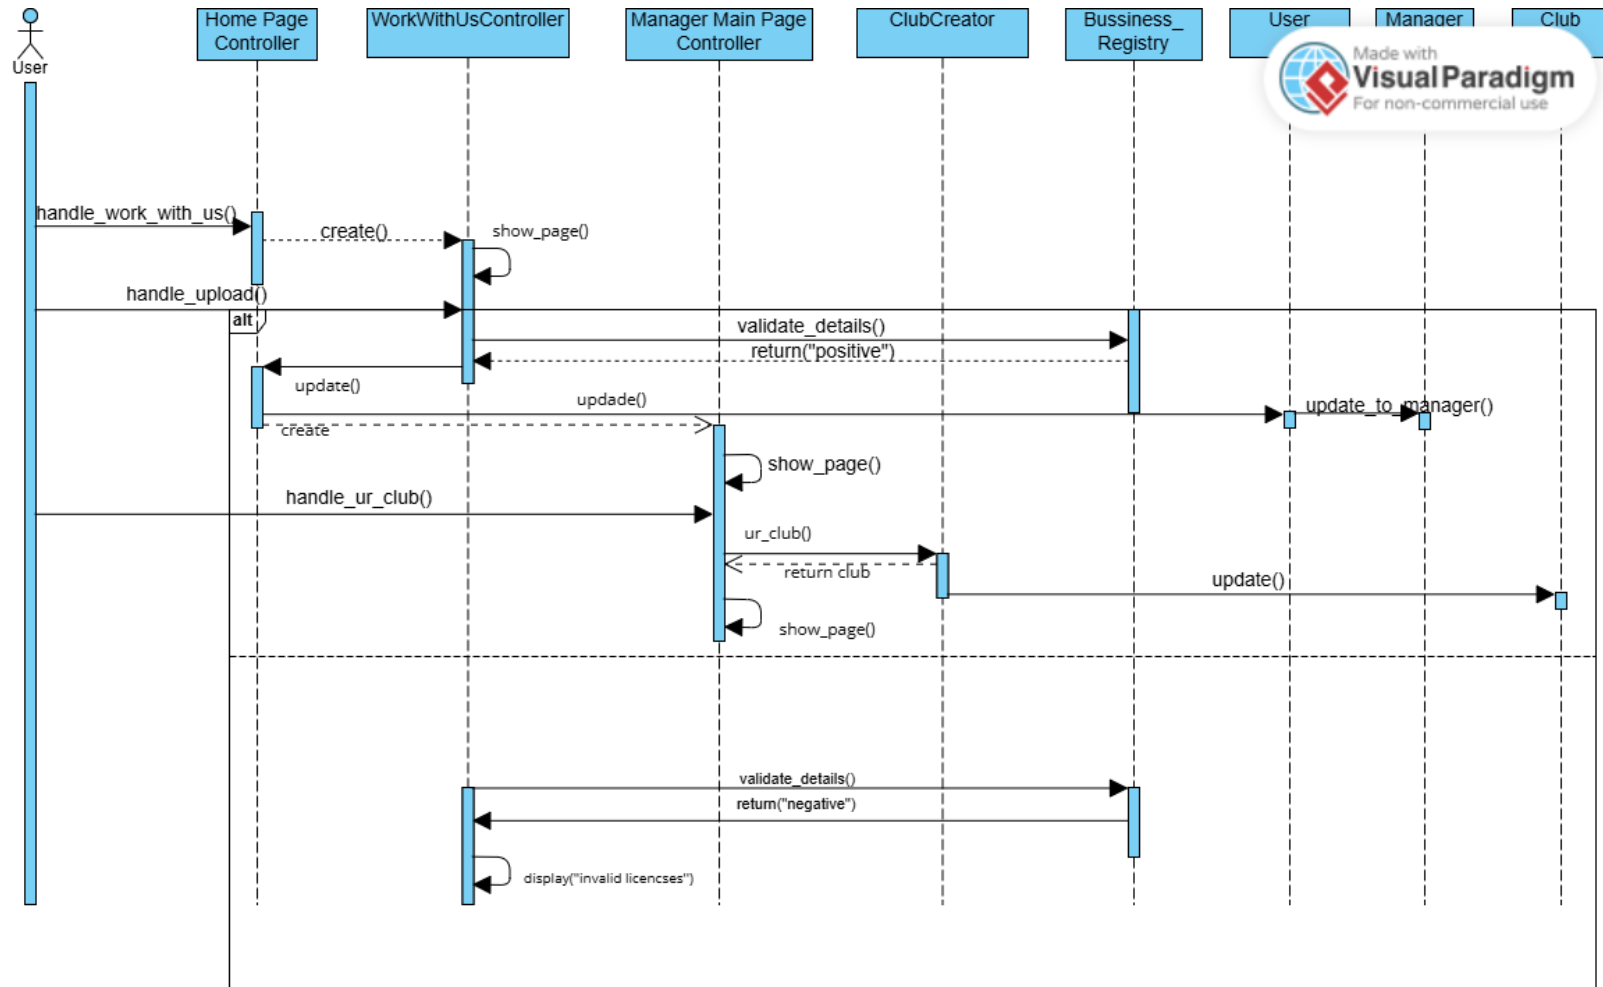 Home Page
Controller
WorkWithUsController
Manager Main Page
Controller
ClubCreator
Bussiness_
Registry
User
Manager
Club
User
Made with
Visual Paradigm
For non-commercial use
handle_work_with_us()
create()
show_page()
handle_upload()
alt
validate_details()
return("positive")
update()
updade()
update_to_manager()
create
show_page()
handle_ur_club()
ur_club()
return club
update()
show_page()
validate_details()
return("negative")
display("invalid licencses")